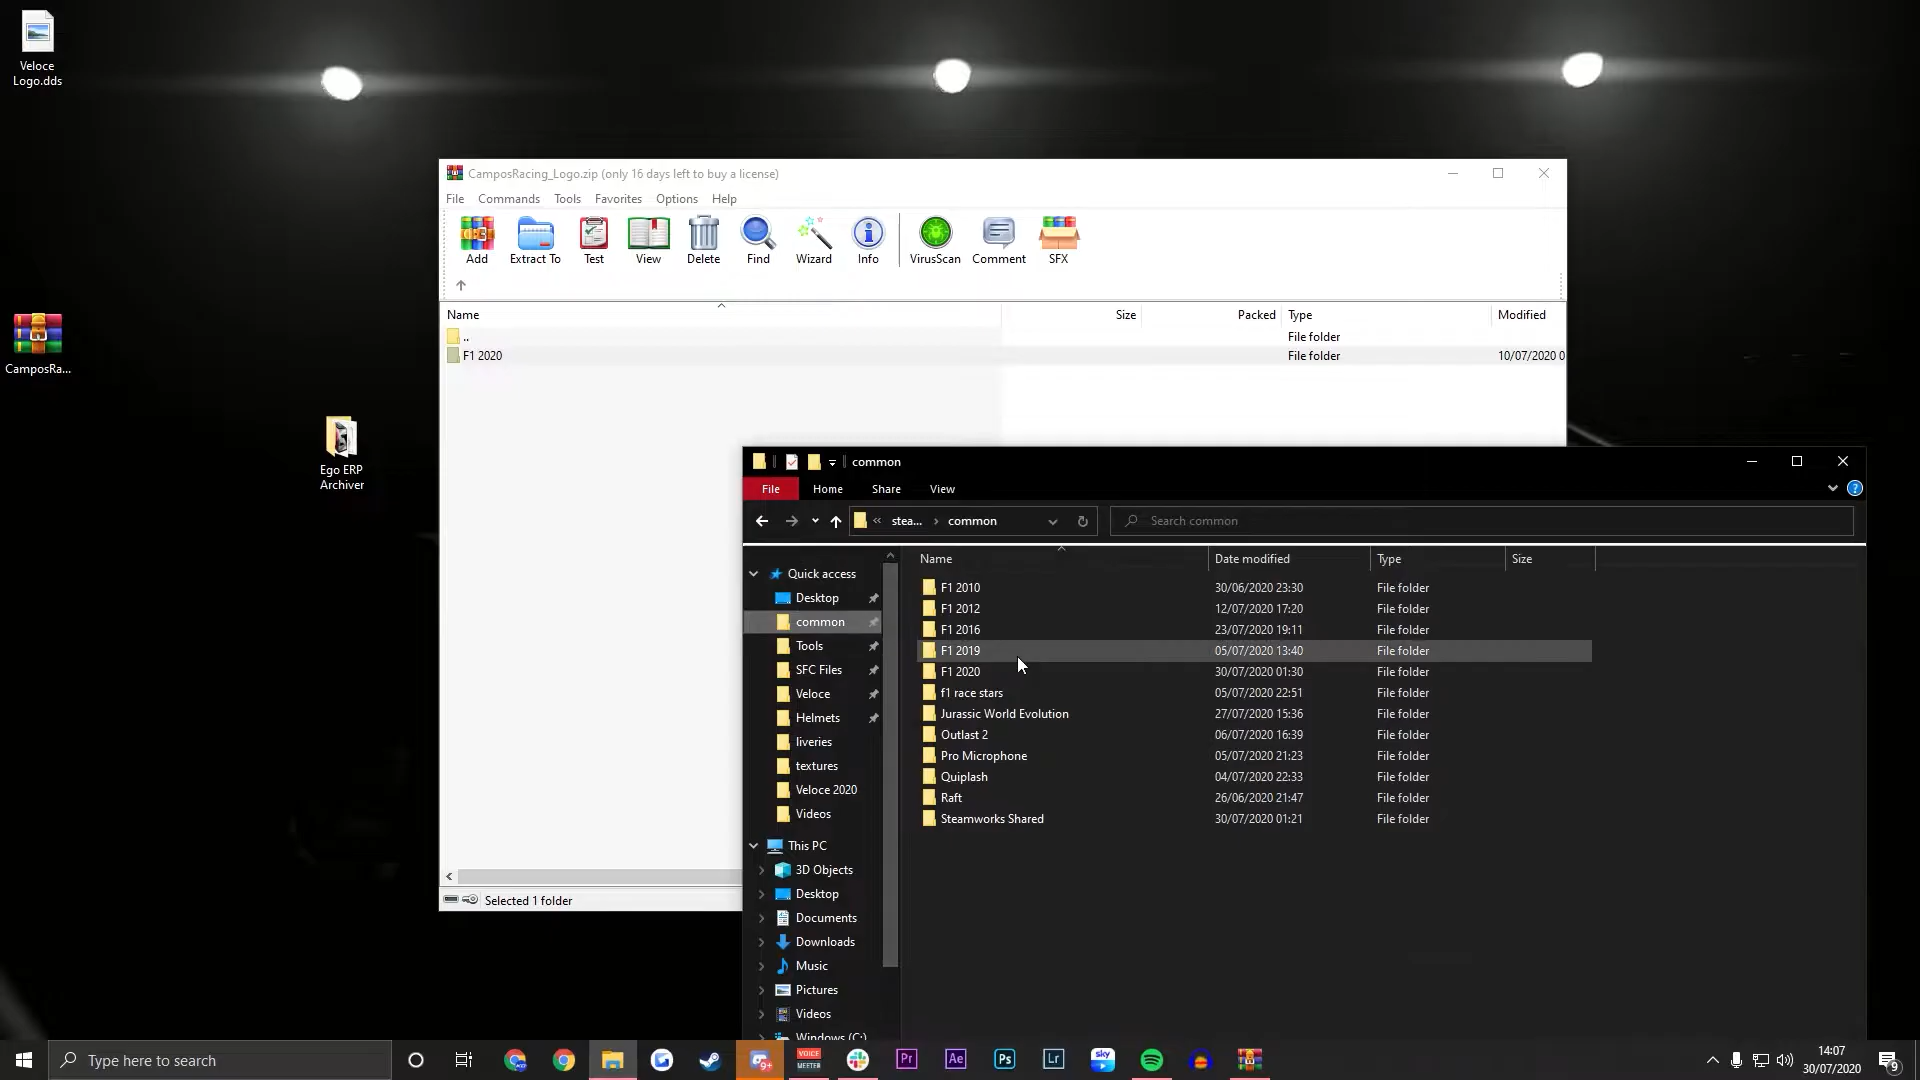 Veloce
Logo.dds
CamposRa...
Ego ERP
Archiver
CamposRacing_Logo.zip (only 16 days left to buy a license)
File Commands Tools Favorites Options Help
Add Extract To Test View Delete Find Wizard Info VirusScan Comment SFX
Name Size Packed Type Modified
.. File folder
F1 2020 File folder 10/07/2020 0
Selected 1 folder
common
File Home Share View
« stea... › common
Search common
Quick access
Desktop
common
Tools
SFC Files
Veloce
Helmets
liveries
textures
Veloce 2020
Videos
This PC
3D Objects
Desktop
Documents
Downloads
Music
Pictures
Videos
Windows (C:)
Name Date modified Type Size
F1 2010 30/06/2020 23:30 File folder
F1 2012 12/07/2020 17:20 File folder
F1 2016 23/07/2020 19:11 File folder
F1 2019 05/07/2020 13:40 File folder
F1 2020 30/07/2020 01:30 File folder
f1 race stars 05/07/2020 22:51 File folder
Jurassic World Evolution 27/07/2020 15:36 File folder
Outlast 2 06/07/2020 16:39 File folder
Pro Microphone 05/07/2020 21:23 File folder
Quiplash 04/07/2020 22:33 File folder
Raft 26/06/2020 21:47 File folder
Steamworks Shared 30/07/2020 01:21 File folder
Type here to search
9+
VOICE
MEETER
Pr
Ae
Ps
Lr
sky
14:07
30/07/2020
9